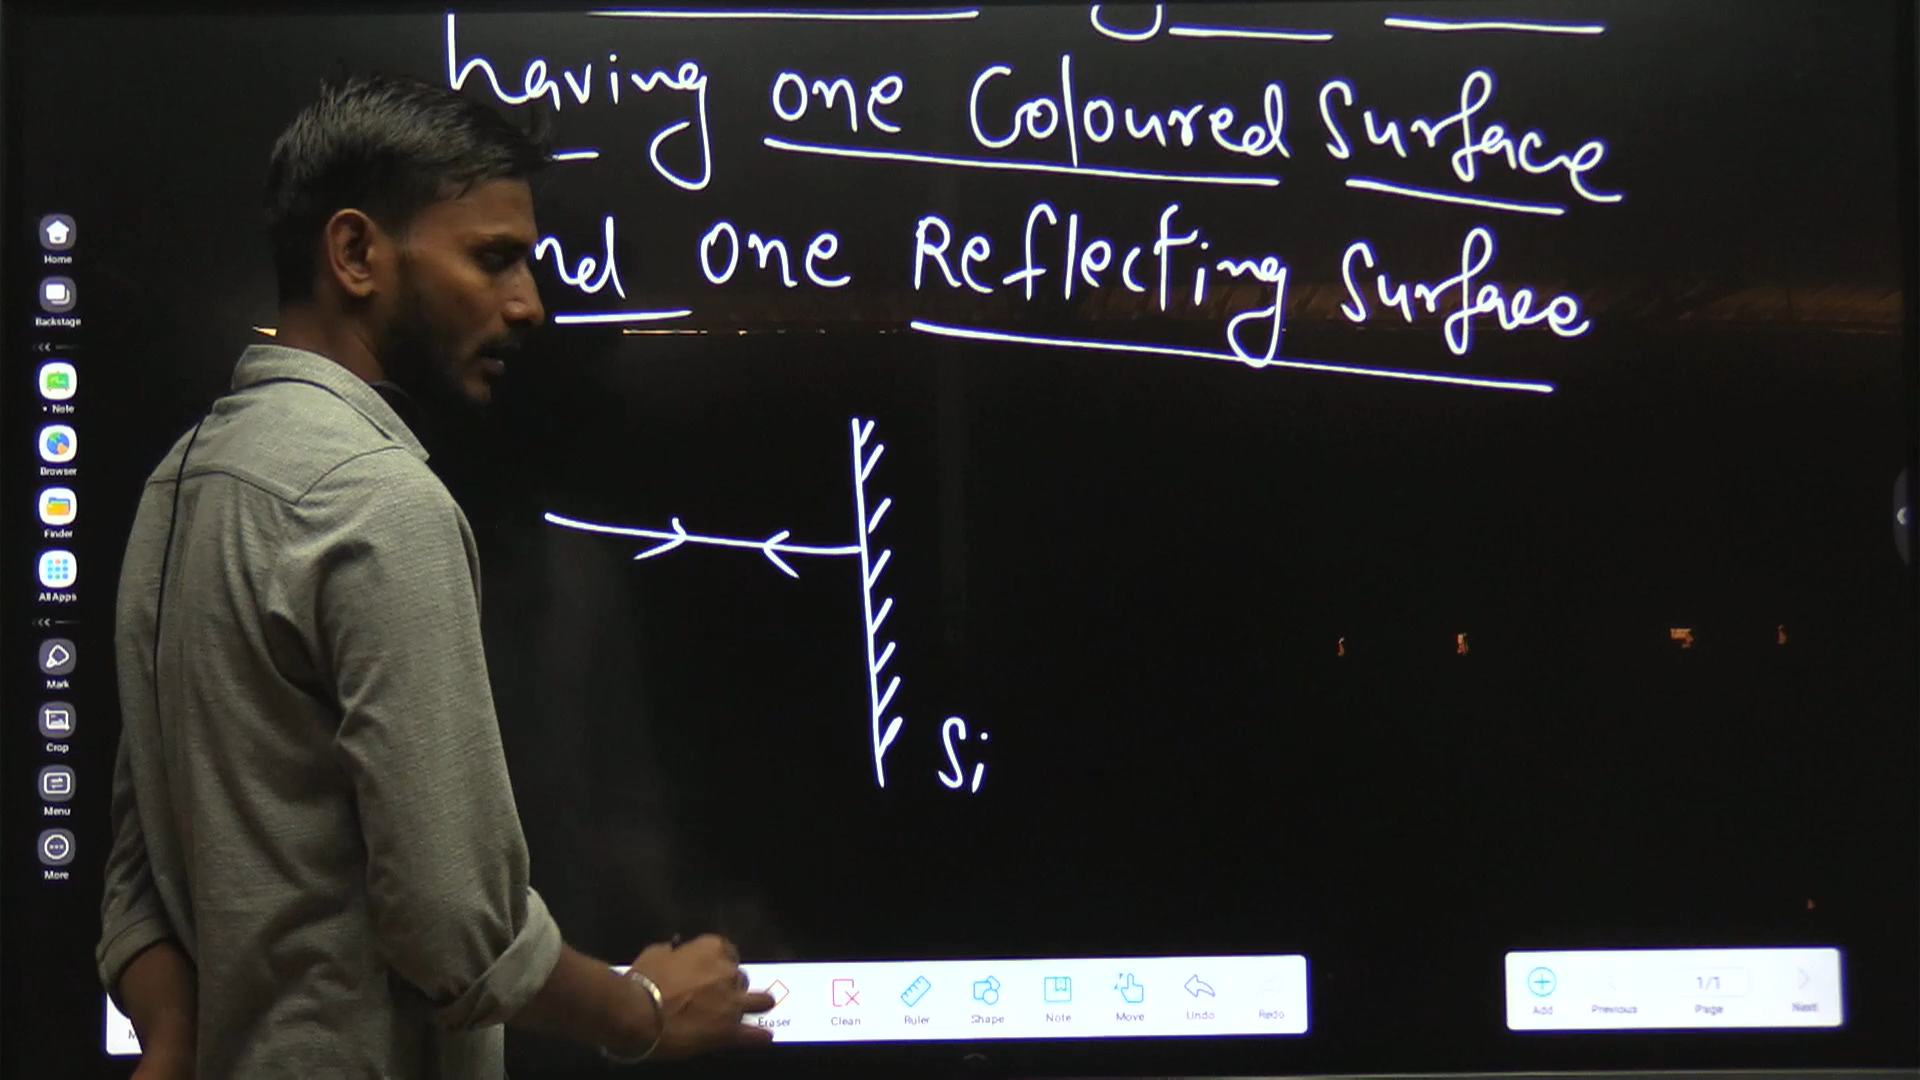 having one Coloured Surface
nd one Reflecting Surface
Si
Home
Backstage
Note
Browser
Finder
All Apps
Mark
Crop
Menu
More
Eraser
Clean
Ruler
Shape
Note
Move
Undo
Redo
Add
Previous
1/1
Page
Next